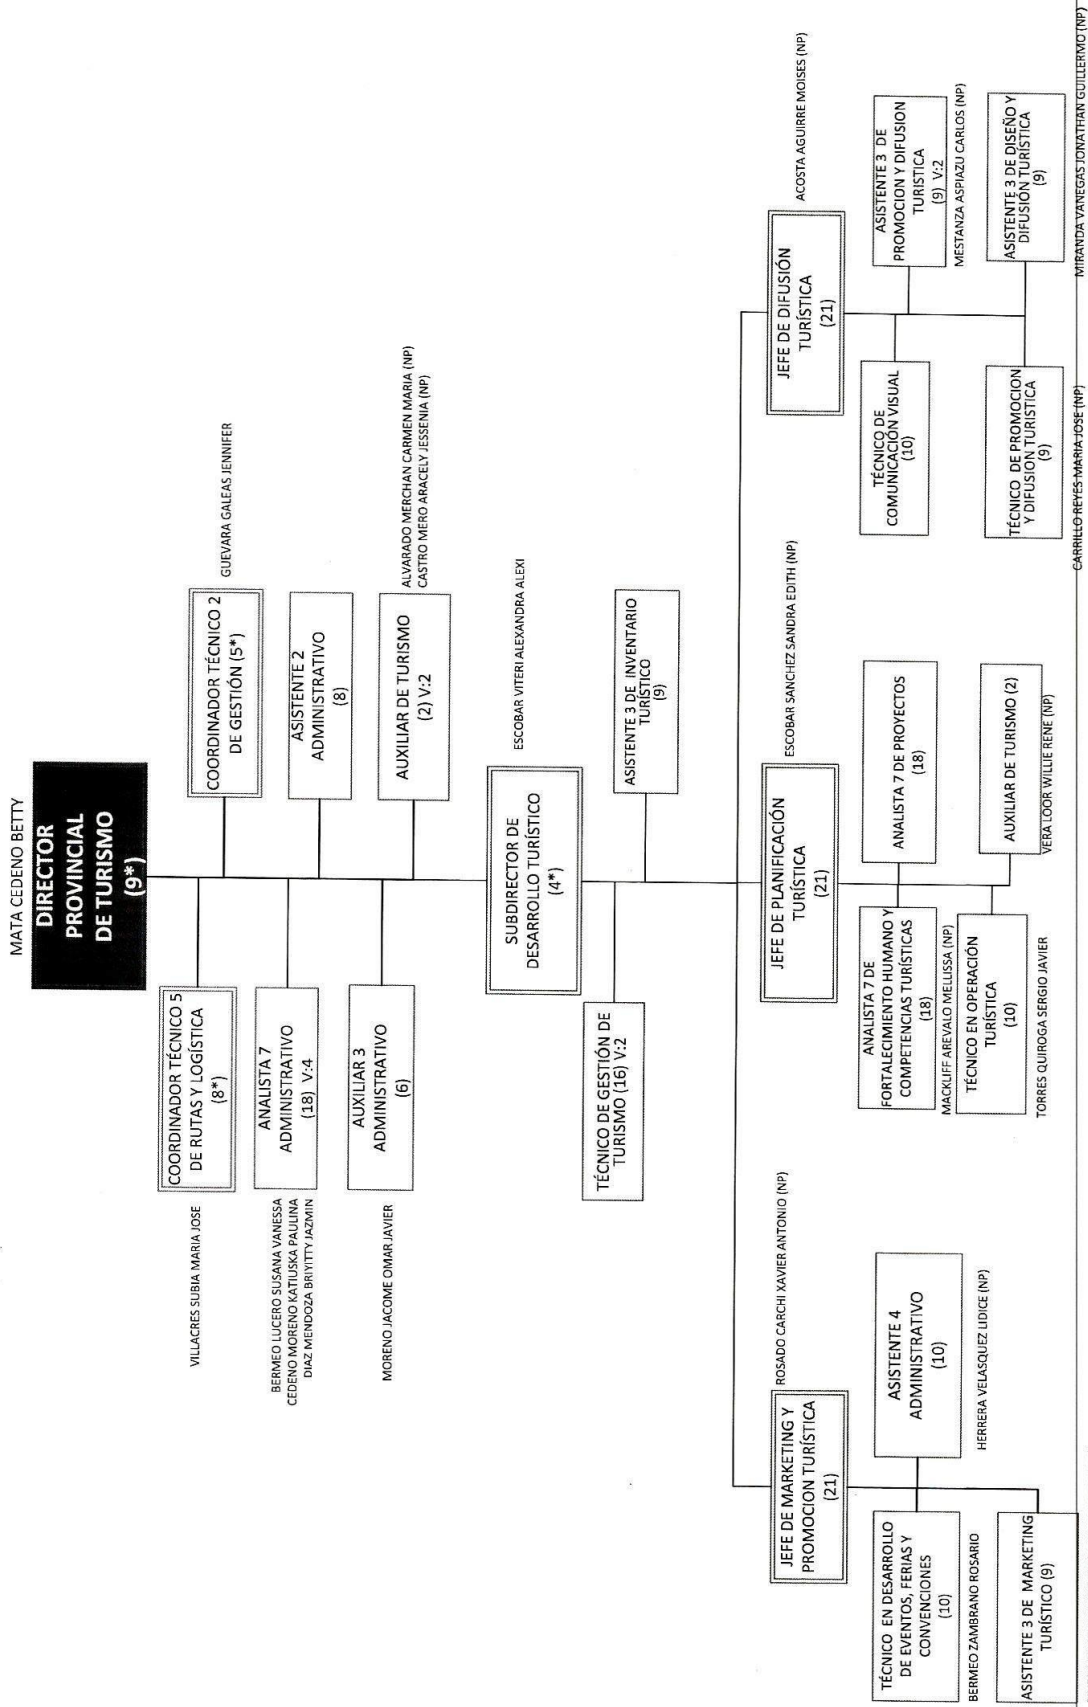 MATA CEDENO BETTY
DIRECTOR
PROVINCIAL
DE TURISMO
(9*)
VILLACRES SUBIA MARIA JOSE
COORDINADOR TÉCNICO 5
DE RUTAS Y LOGÍSTICA
(8*)
COORDINADOR TÉCNICO 2
DE GESTIÓN (5*)
GUEVARA GALEAS JENNIFER
BERMEO LUCERO SUSANA VANESSA
CEDENO MORENO KATIUSKA PAULINA
DIAZ MENDOZA BRIYITTY JAZMIN
ANALISTA 7
ADMINISTRATIVO
(18) V:4
ASISTENTE 2
ADMINISTRATIVO
(8)
MORENO JACOME OMAR JAVIER
AUXILIAR 3
ADMINISTRATIVO
(6)
AUXILIAR DE TURISMO
(2) V:2
ALVARADO MERCHAN CARMEN MARIA (NP)
CASTRO MERO ARACELY JESSENIA (NP)
SUBDIRECTOR DE
DESARROLLO TURÍSTICO
(4*)
ESCOBAR VITERI ALEXANDRA ALEXI
TÉCNICO DE GESTIÓN DE
TURISMO (16) V:2
ASISTENTE 3 DE INVENTARIO
TURÍSTICO
(9)
JEFE DE MARKETING Y
PROMOCION TURÍSTICA
(21)
ROSADO CARCHI XAVIER ANTONIO (NP)
TÉCNICO EN DESARROLLO
DE EVENTOS, FERIAS Y
CONVENCIONES
(10)
BERMEO ZAMBRANO ROSARIO
ASISTENTE 4
ADMINISTRATIVO
(10)
HERRERA VELASQUEZ LIDICE (NP)
ASISTENTE 3 DE MARKETING
TURÍSTICO (9)
JEFE DE PLANIFICACIÓN
TURÍSTICA
(21)
ESCOBAR SANCHEZ SANDRA EDITH (NP)
ANALISTA 7 DE
FORTALECIMIENTO HUMANO Y
COMPETENCIAS TURÍSTICAS
(18)
MACKLIFF AREVALO MELLISSA (NP)
ANALISTA 7 DE PROYECTOS
(18)
TÉCNICO EN OPERACIÓN
TURÍSTICA
(10)
TORRES QUIROGA SERGIO JAVIER
AUXILIAR DE TURISMO (2)
VERA LOOR WILLIE RENE (NP)
JEFE DE DIFUSIÓN
TURÍSTICA
(21)
ACOSTA AGUIRRE MOISES (NP)
TÉCNICO DE
COMUNICACIÓN VISUAL
(10)
ASISTENTE 3 DE
PROMOCION Y DIFUSION
TURISTICA
(9) V:2
MESTANZA ASPIAZU CARLOS (NP)
TÉCNICO DE PROMOCION
Y DIFUSION TURISTICA
(9)
CARRILLO REYES MARIA JOSE (NP)
ASISTENTE 3 DE DISEÑO Y
DIFUSIÓN TURÍSTICA
(9)
MIRANDA VANEGAS JONATHAN GUILLERMO (NP)